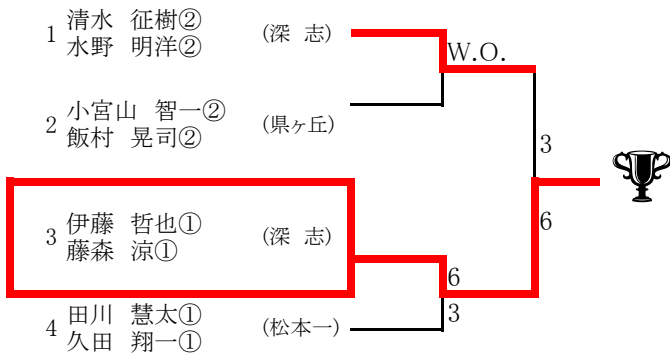 1 清水 征樹② (深 志)
水野 明洋②
W.O.
2 小宮山 智一② (県ヶ丘)
飯村 晃司②
3
3 伊藤 哲也① (深 志)
藤森 涼①
6
6
4 田川 慧太① (松本一)
久田 翔一①
3